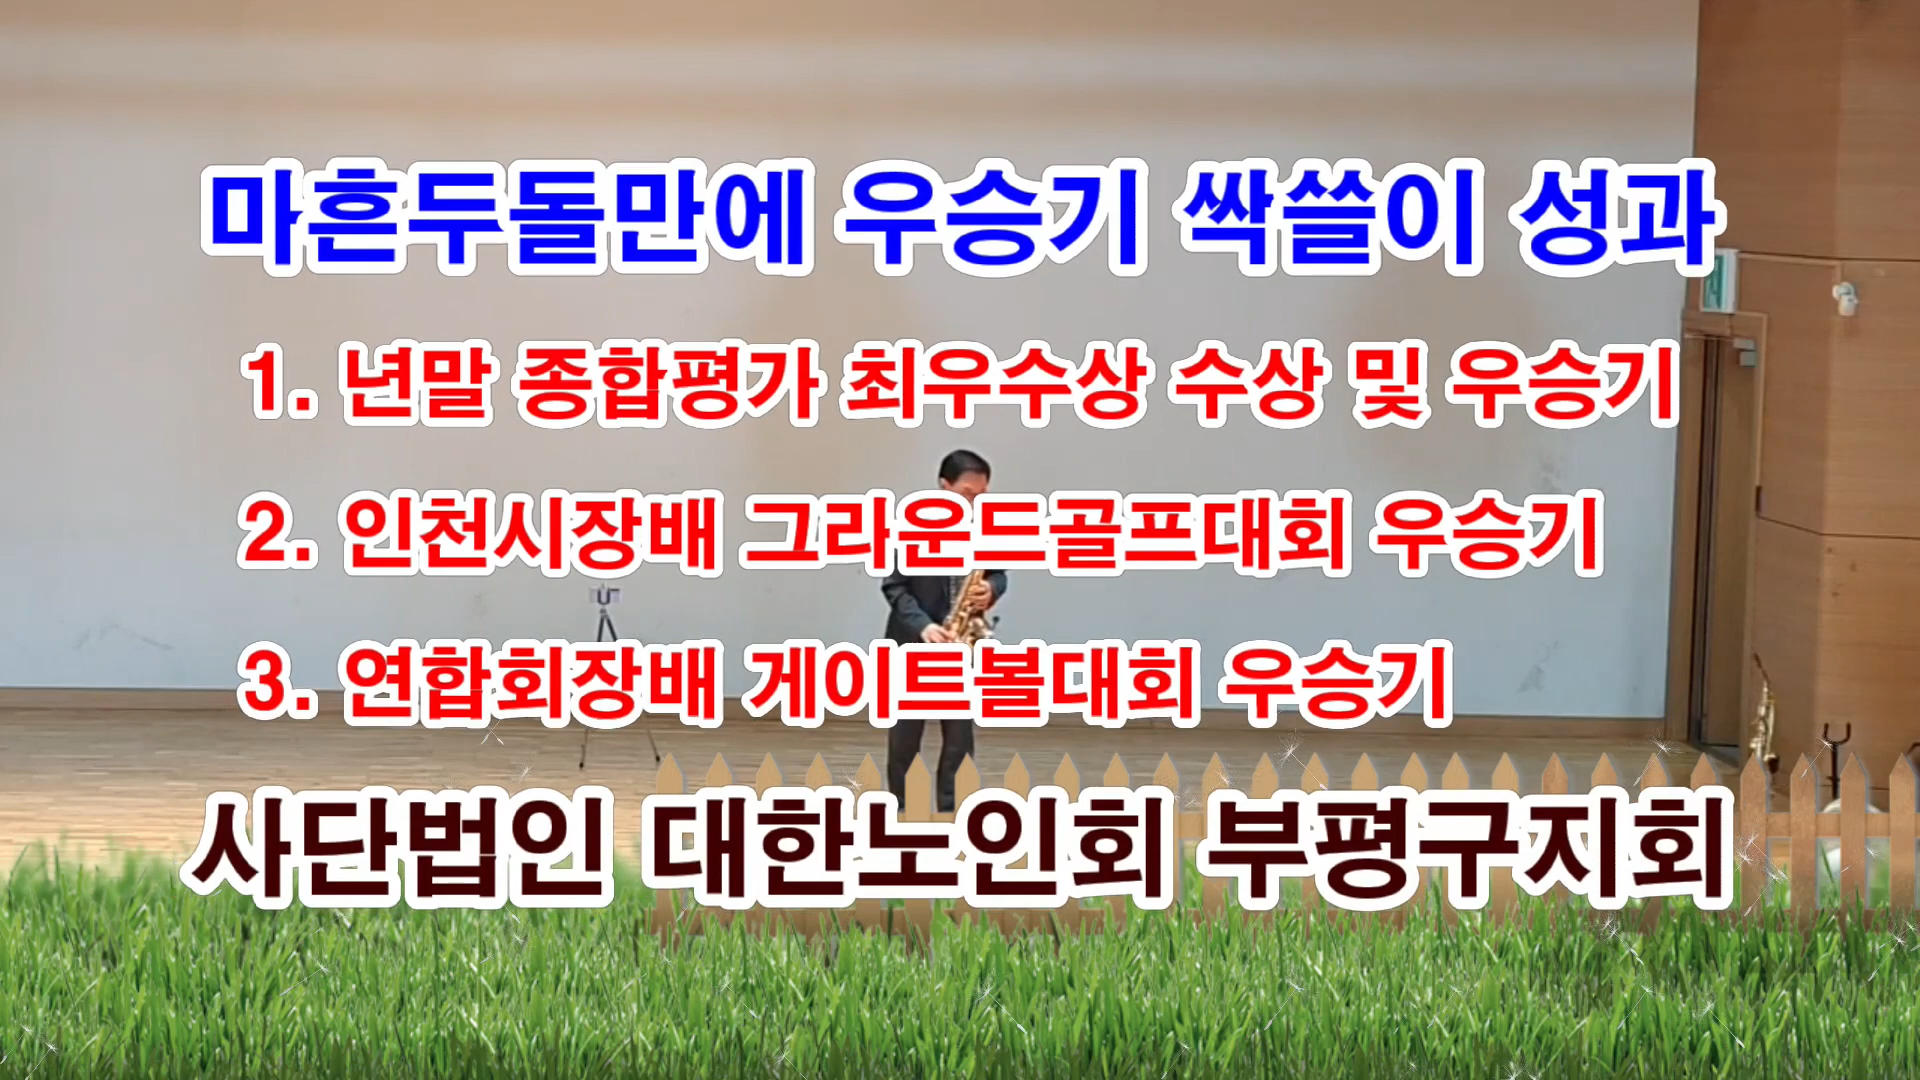 마흔두돌만에 우승기 싹쓸이 성과
1. 년말 종합평가 최우수상 수상 및 우승기
2. 인천시장배 그라운드골프대회 우승기
3. 연합회장배 게이트볼대회 우승기
사단법인 대한노인회 부평구지회